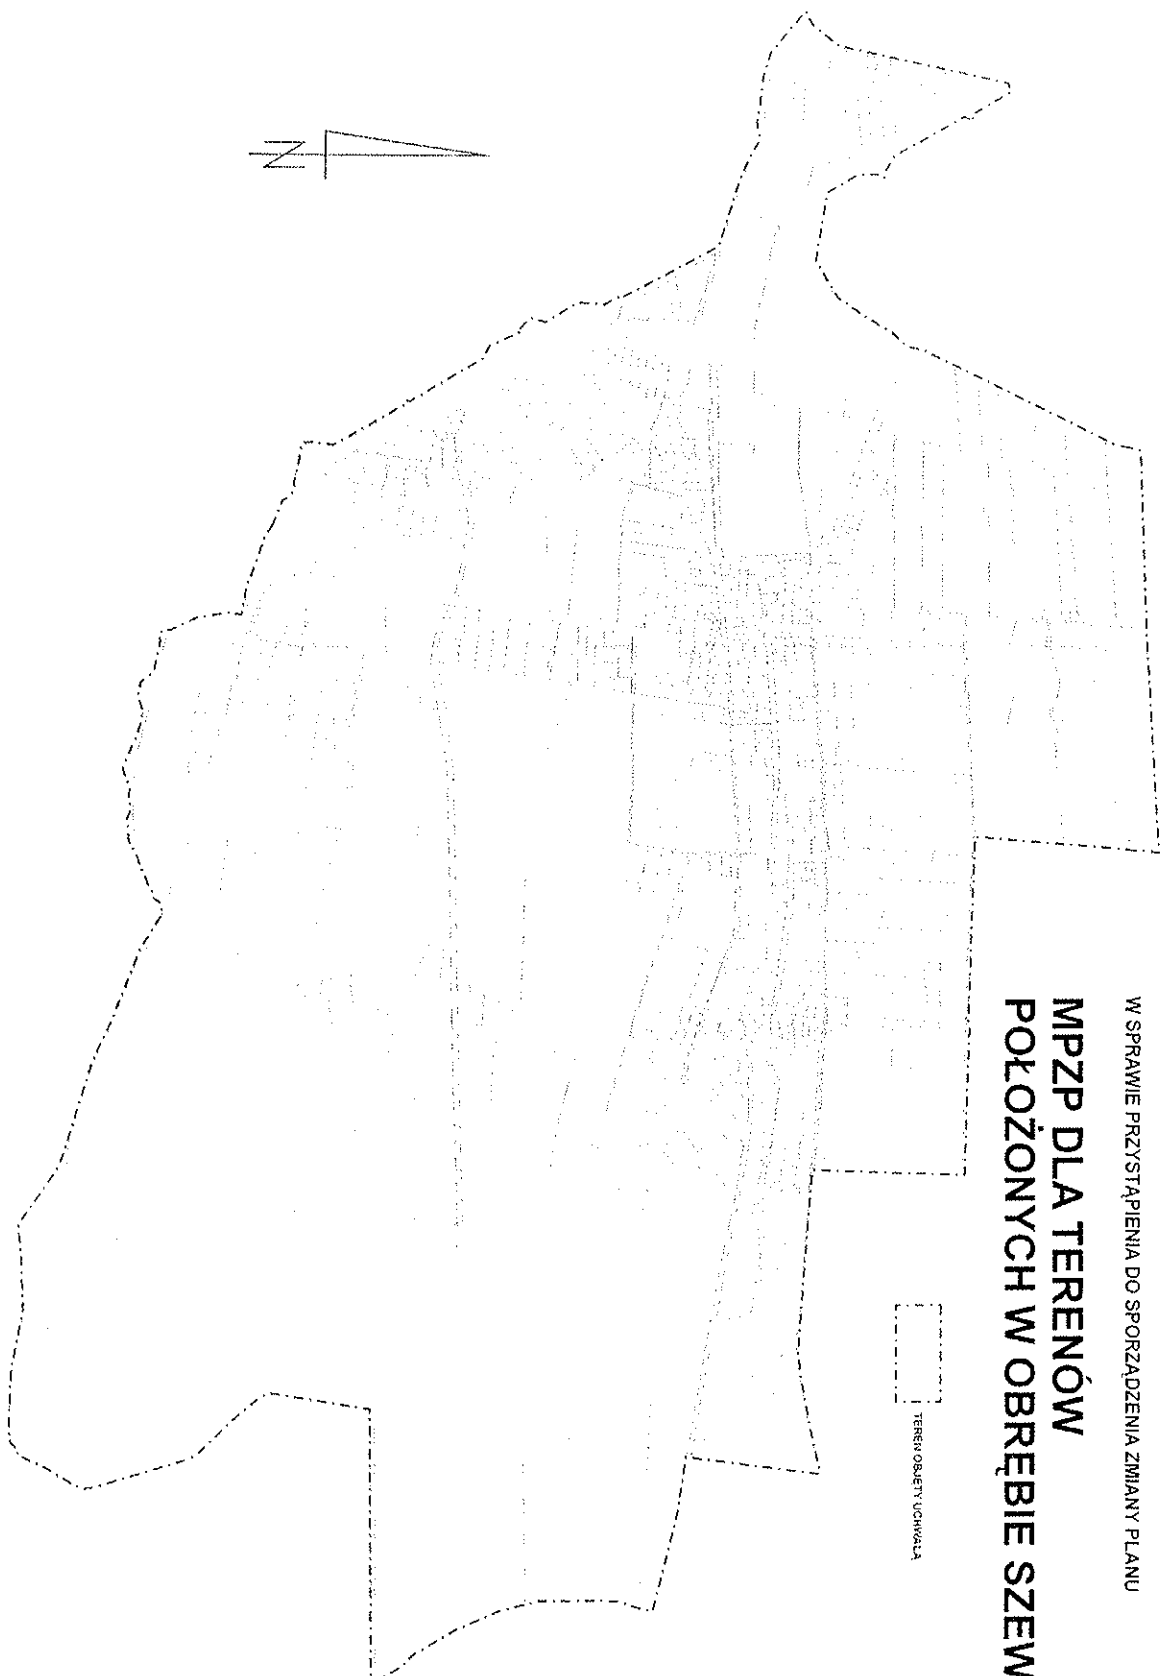 W SPRAWIE PRZYSTĄPIENIA DO SPORZĄDZENIA ZMIANY PLANU
MPZP DLA TERENÓW
POŁOŻONYCH W OBRĘBIE SZEW
TEREN OBJĘTY UCHWAŁĄ
N